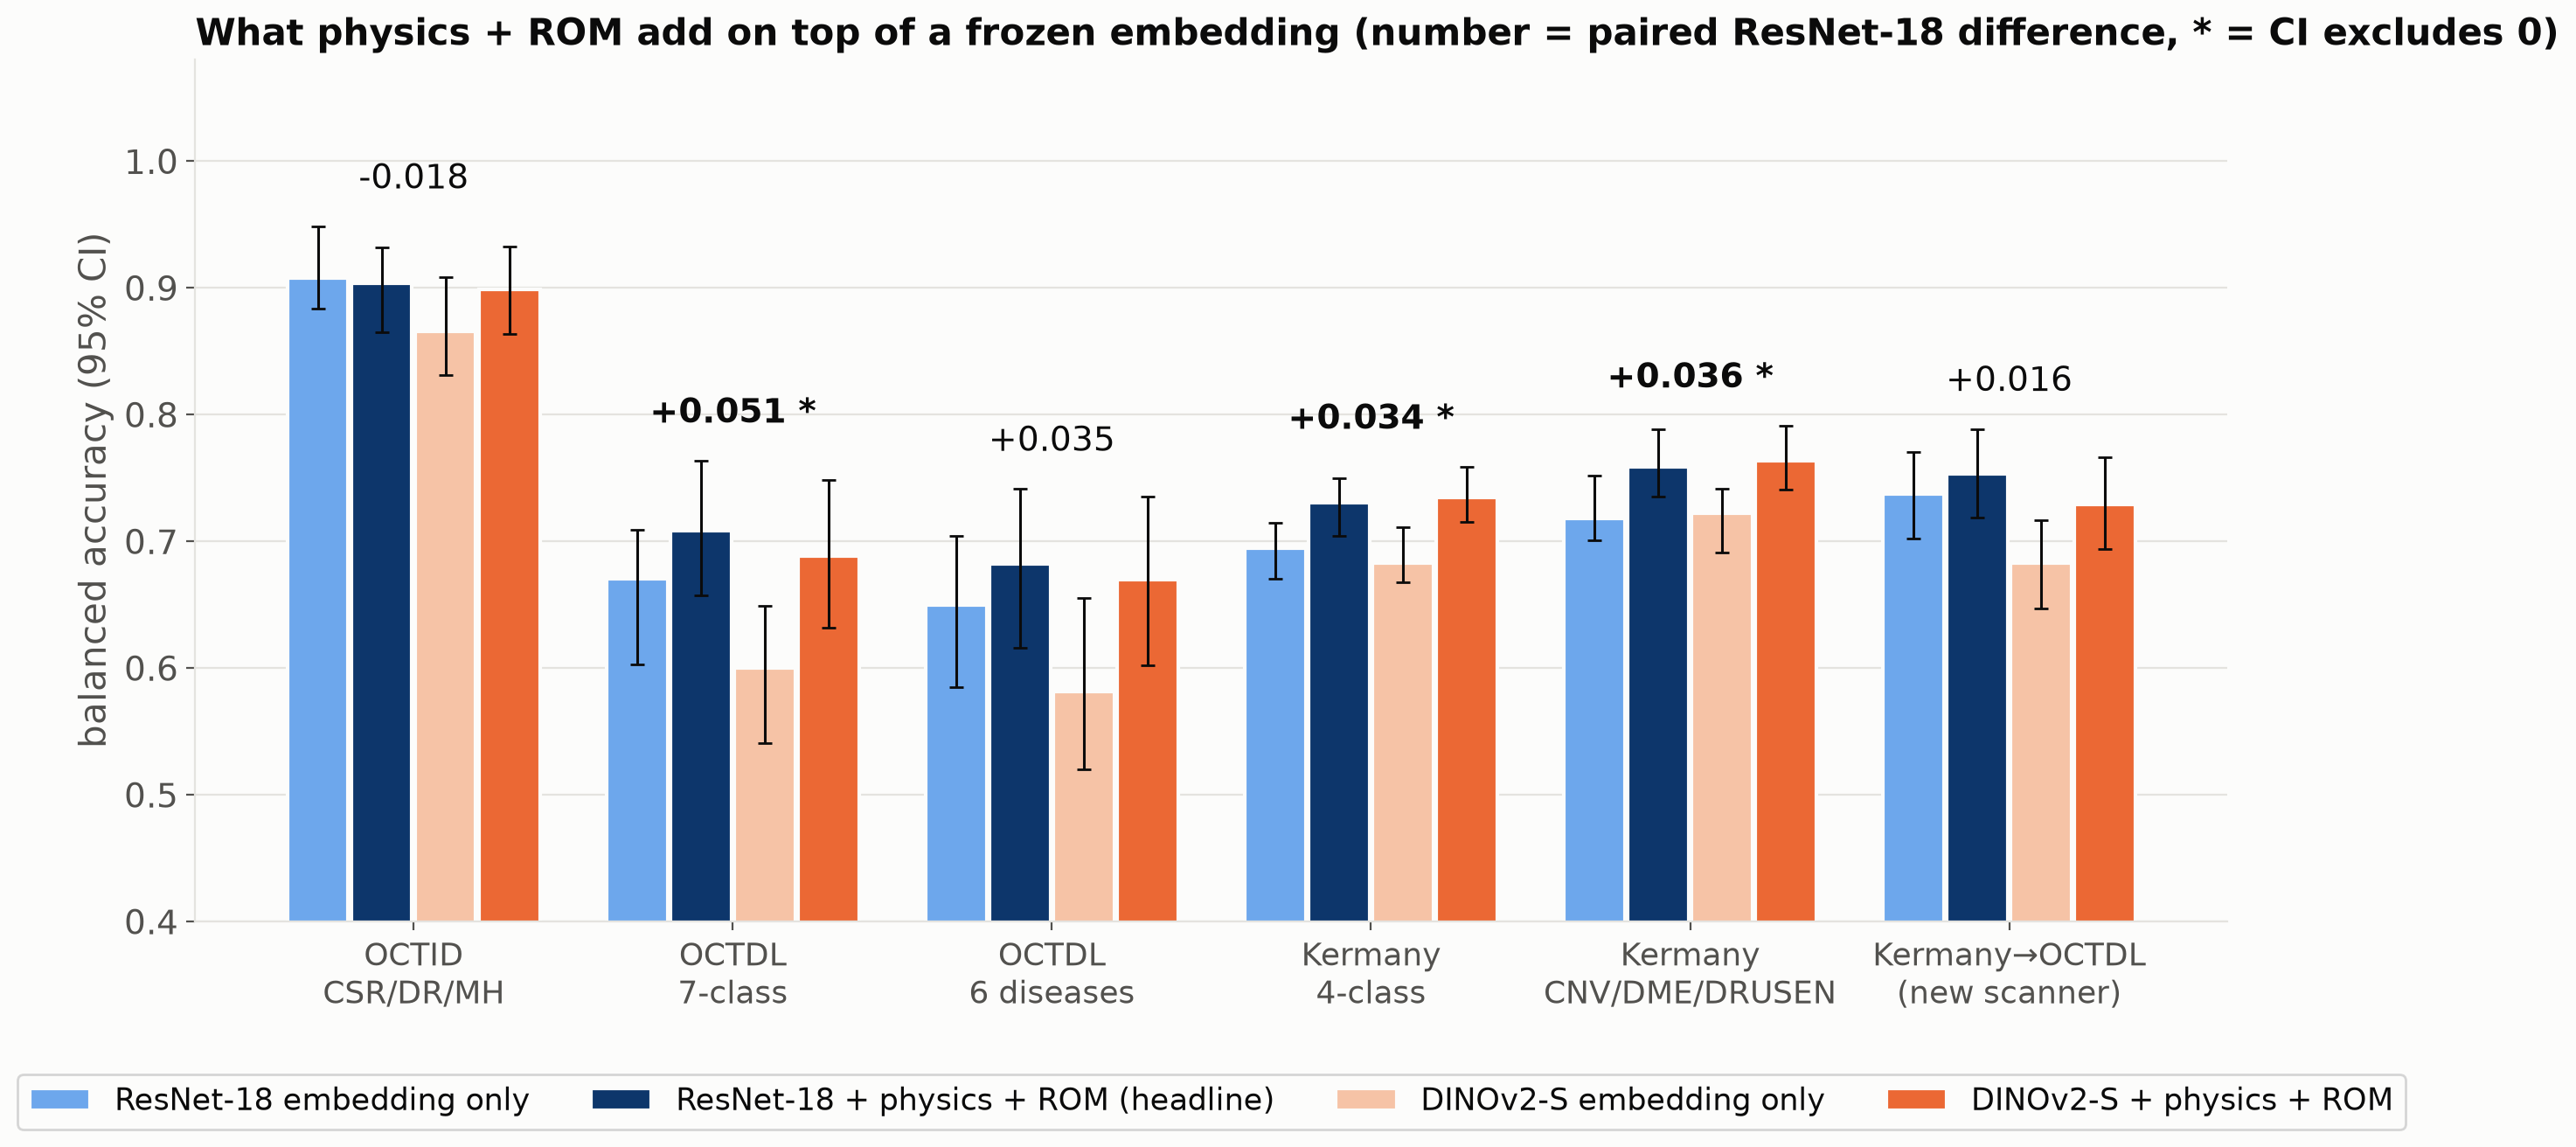 What physics + ROM add on top of a frozen embedding (number = paired ResNet-18 difference, * = CI excludes 0)
balanced accuracy (95% CI)
1.0
0.9
0.8
0.7
0.6
0.5
0.4
-0.018
+0.051 *
+0.035
+0.034 *
+0.036 *
+0.016
OCTID
CSR/DR/MH
OCTDL
7-class
OCTDL
6 diseases
Kermany
4-class
Kermany
CNV/DME/DRUSEN
Kermany→OCTDL
(new scanner)
ResNet-18 embedding only
ResNet-18 + physics + ROM (headline)
DINOv2-S embedding only
DINOv2-S + physics + ROM